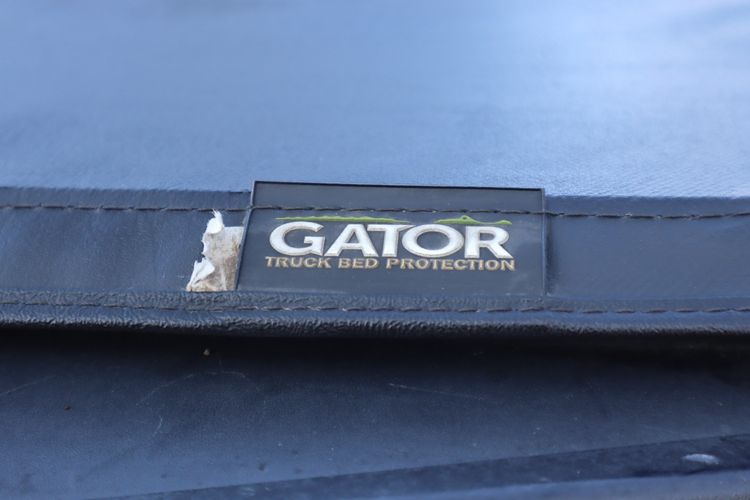 GATOR
TRUCK BED PROTECTION